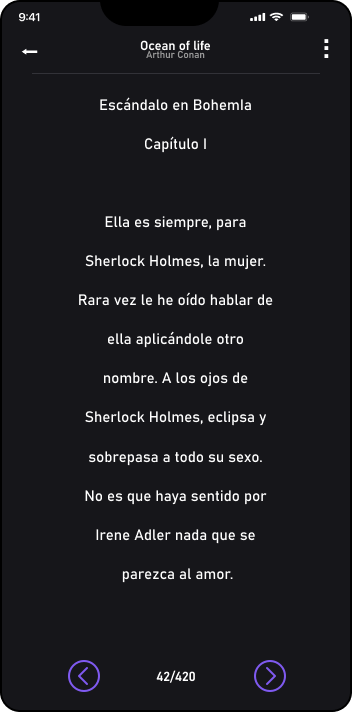 9:41
Ocean of life
Arthur Conan
Escándalo en BohemIa
Capítulo I
Ella es siempre, para
Sherlock Holmes, la mujer.
Rara vez le he oído hablar de
ella aplicándole otro
nombre. A los ojos de
Sherlock Holmes, eclipsa y
sobrepasa a todo su sexo.
No es que haya sentido por
Irene Adler nada que se
parezca al amor.
42/420